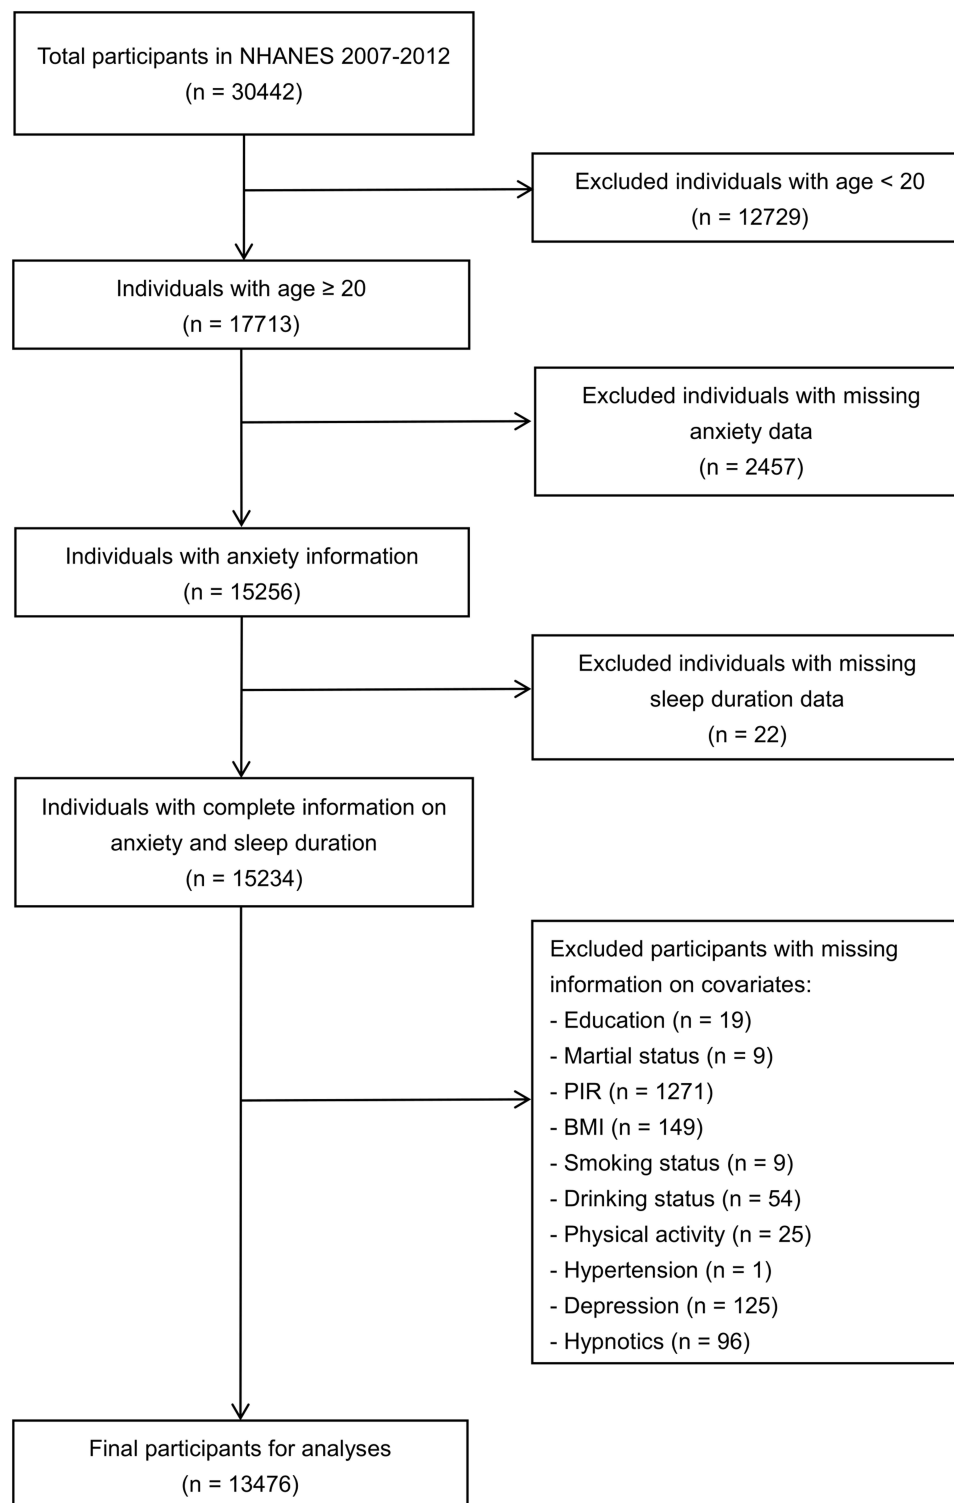 Total participants in NHANES 2007-2012
(n = 30442)
Excluded individuals with age < 20
(n = 12729)
Individuals with age ≥ 20
(n = 17713)
Excluded individuals with missing
anxiety data
(n = 2457)
Individuals with anxiety information
(n = 15256)
Excluded individuals with missing
sleep duration data
(n = 22)
Individuals with complete information on
anxiety and sleep duration
(n = 15234)
Excluded participants with missing
information on covariates:
- Education (n = 19)
- Martial status (n = 9)
- PIR (n = 1271)
- BMI (n = 149)
- Smoking status (n = 9)
- Drinking status (n = 54)
- Physical activity (n = 25)
- Hypertension (n = 1)
- Depression (n = 125)
- Hypnotics (n = 96)
Final participants for analyses
(n = 13476)